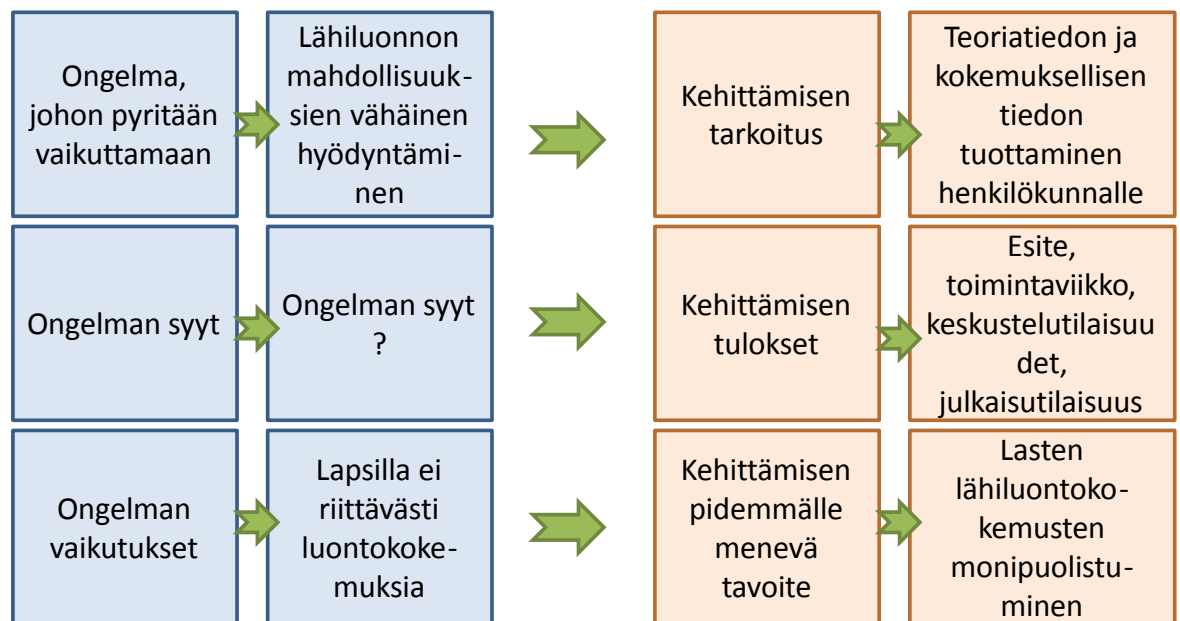 Ongelma,
johon pyritään
vaikuttamaan
Lähiluonnon
mahdollisuuk-
sien vähäinen
hyödyntämi-
nen
Kehittämisen
tarkoitus
Teoriatiedon ja
kokemuksellisen
tiedon
tuottaminen
henkilökunnalle
Ongelman syyt
Ongelman syyt
?
Kehittämisen
tulokset
Esite,
toimintaviikko,
keskustelutilaisuu
det,
julkaisutilaisuus
Ongelman
vaikutukset
Lapsilla ei
riittävästi
luontokoke-
muksia
Kehittämisen
pidemmälle
menevä
tavoite
Lasten
lähiluontoko-
kemusten
monipuolistu-
minen